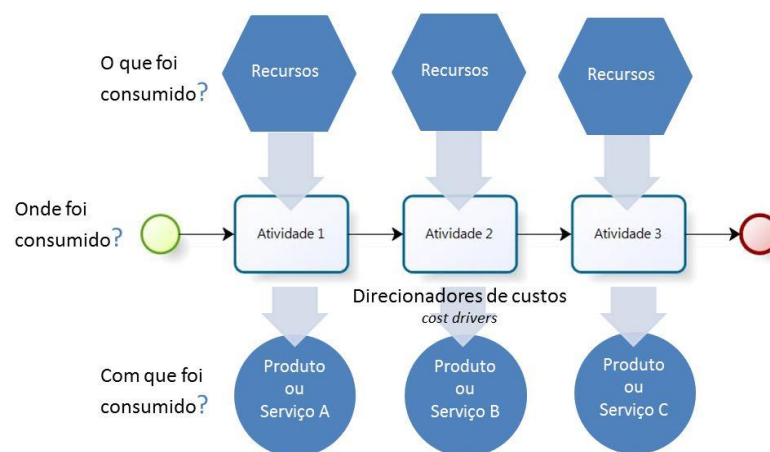 O que foi
consumido?
Recursos
Recursos
Recursos
Onde foi
consumido?
Atividade 1
Atividade 2
Atividade 3
Direcionadores de custos
cost drivers
Com que foi
consumido?
Produto
ou
Serviço A
Produto
ou
Serviço B
Produto
ou
Serviço C